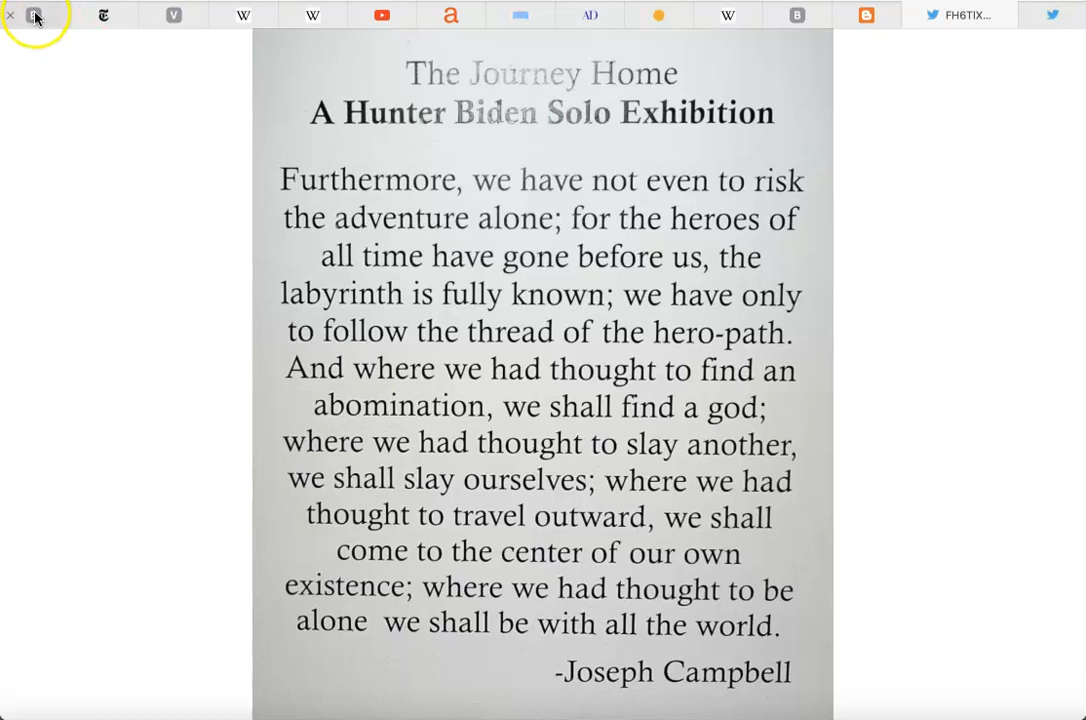 W
W
a
AD
W
B
FH6TIX...
The Journey Home
A Hunter Biden Solo Exhibition
Furthermore, we have not even to risk
the adventure alone; for the heroes of
all time have gone before us, the
labyrinth is fully known; we have only
to follow the thread of the hero-path.
And where we had thought to find an
abomination, we shall find a god;
where we had thought to slay another,
we shall slay ourselves; where we had
thought to travel outward, we shall
come to the center of our own
existence; where we had thought to be
alone we shall be with all the world.
-Joseph Campbell